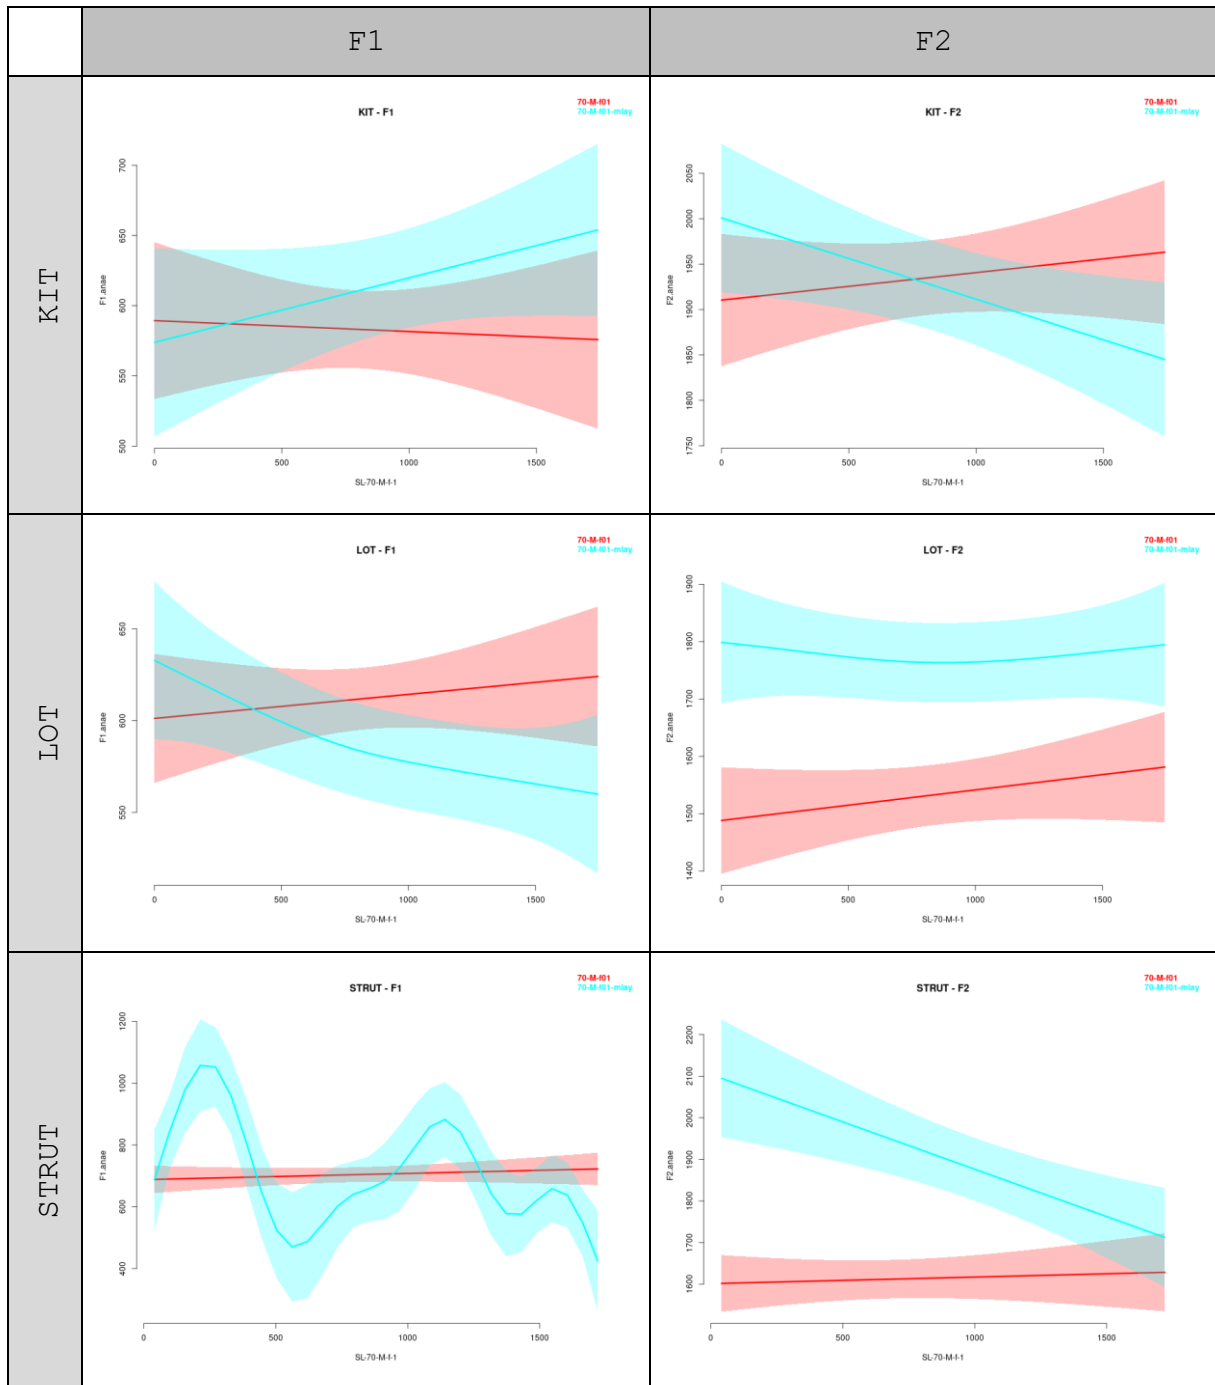 F1
F2
KIT
KIT - F1
70-M-f01
70-M-f01-mlay
F1.anae
700
650
600
550
500
0
500
1000
1500
SL-70-M-f-1
KIT - F2
70-M-f01
70-M-f01-mlay
F2.anae
2050
2000
1950
1900
1850
1800
1750
0
500
1000
1500
SL-70-M-f-1
LOT
LOT - F1
70-M-f01
70-M-f01-mlay
F1.anae
650
600
550
0
500
1000
1500
SL-70-M-f-1
LOT - F2
70-M-f01
70-M-f01-mlay
F2.anae
1900
1800
1700
1600
1500
1400
0
500
1000
1500
SL-70-M-f-1
STRUT
STRUT - F1
70-M-f01
70-M-f01-mlay
F1.anae
1200
1000
800
600
400
0
500
1000
1500
SL-70-M-f-1
STRUT - F2
70-M-f01
70-M-f01-mlay
F2.anae
2200
2100
2000
1900
1800
1700
1600
500
1000
1500
SL-70-M-f-1